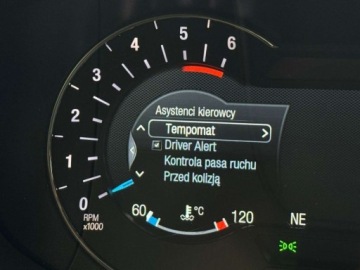 6
5
4
3
2
1
0
RPM
x1000
Asystenci kierowcy
Tempomat
Driver Alert
Kontrola pasa ruchu
Przed kolizją
60
°C
120
NE